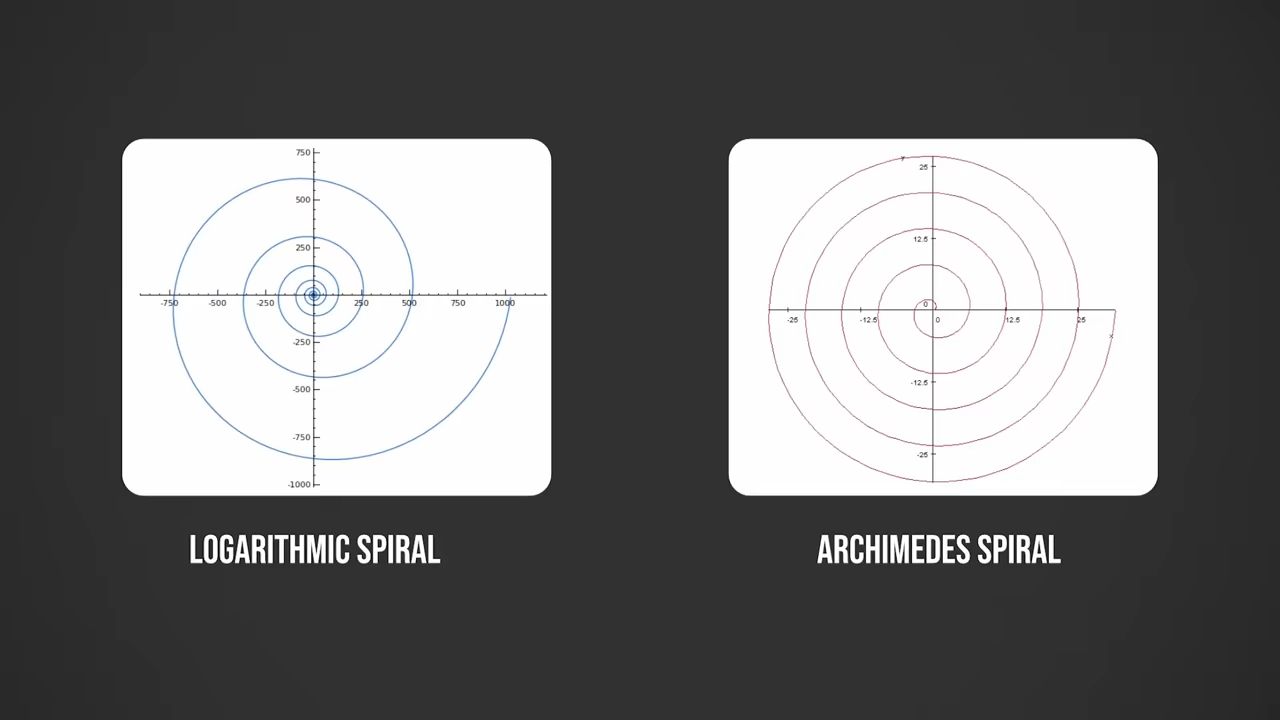 750
500
250
-750 -500 -250 250 500 750 1000
-250
-500
-750
-1000
LOGARITHMIC SPIRAL
y
25
12.5
0
-25 -12.5 0 12.5 25
x
-12.5
-25
ARCHIMEDES SPIRAL